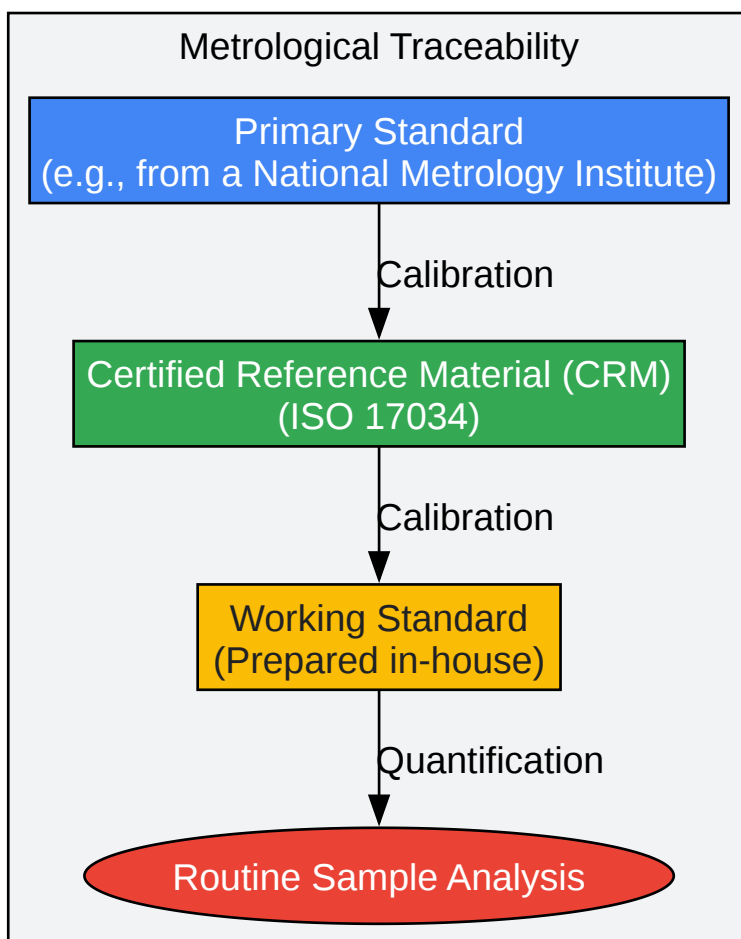 Metrological Traceability
Primary Standard
(e.g., from a National Metrology Institute)
Calibration
Certified Reference Material (CRM)
(ISO 17034)
Calibration
Working Standard
(Prepared in-house)
Quantification
Routine Sample Analysis